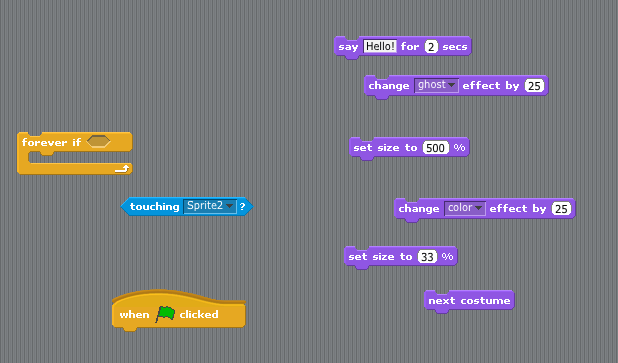 say Hello! for 2 secs
change ghost effect by 25
forever if
set size to 500 %
touching Sprite2 ?
change color effect by 25
set size to 33 %
next costume
when clicked